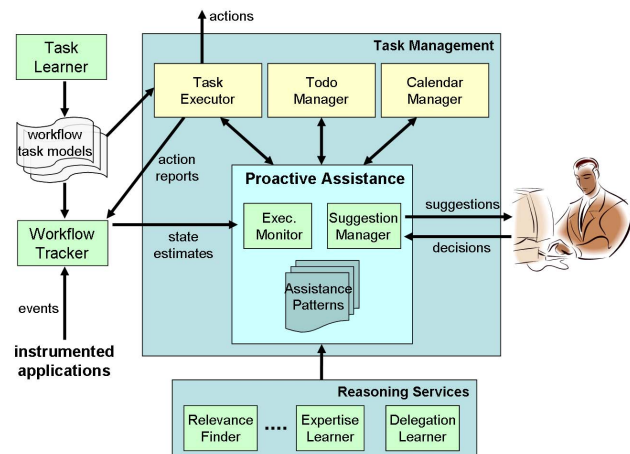 actions
Task Management
Task
Learner
Task
Executor
Todo
Manager
Calendar
Manager
workflow
task models
action
reports
Proactive Assistance
Workflow
Tracker
state
estimates
Exec.
Monitor
Suggestion
Manager
suggestions
decisions
Assistance
Patterns
events
instrumented
applications
Reasoning Services
Relevance
Finder
....
Expertise
Learner
Delegation
Learner